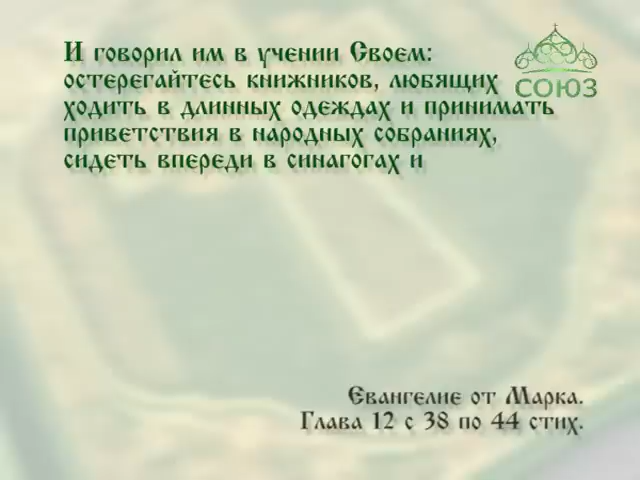 И говорил им в учении Своем:
остерегайтесь книжников, любящих
ходить в длинных одеждах и принимать
приветствия в народных собраниях,
сидеть впереди в синагогах и
СОЮЗ
Евангелие от Марка.
Глава 12 с 38 по 44 стих.